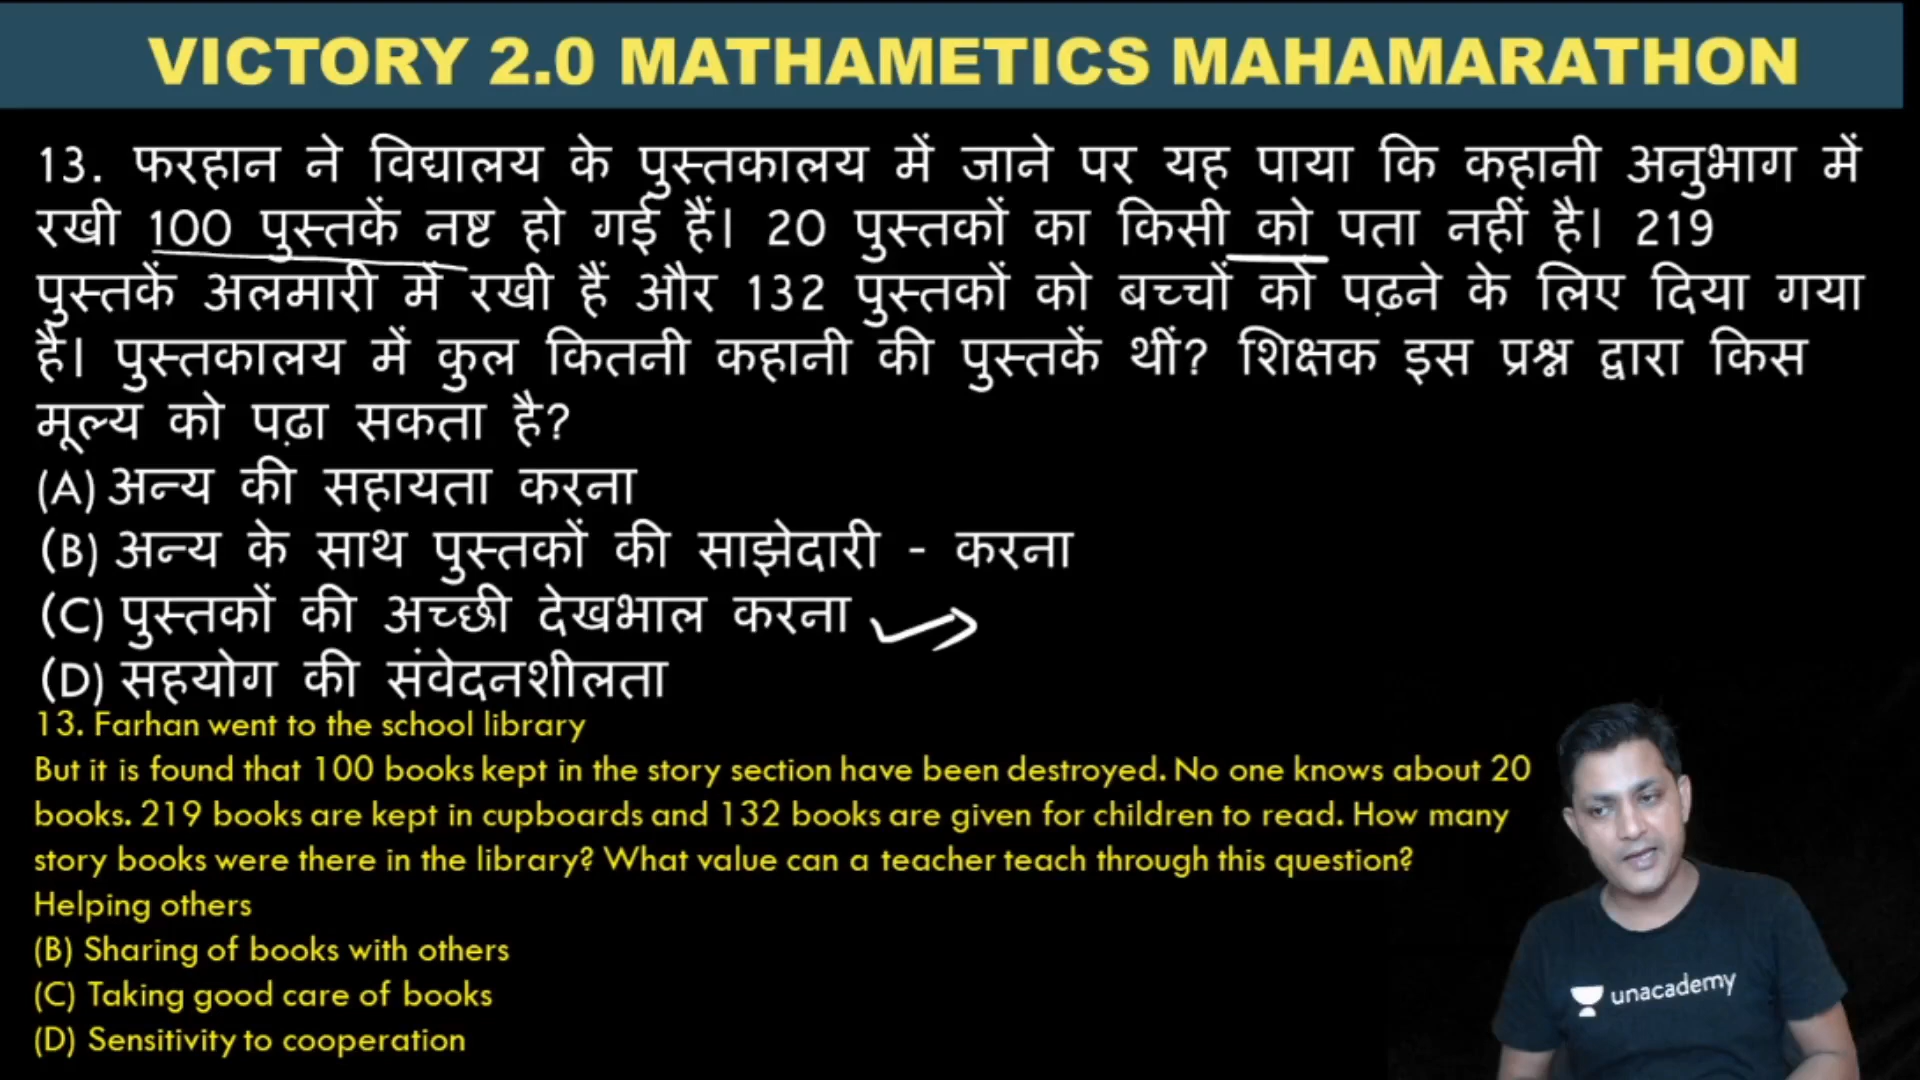 VICTORY 2.0 MATHAMETICS MAHAMARATHON
13. फरहान ने विद्यालय के पुस्तकालय में जाने पर यह पाया कि कहानी अनुभाग में
रखी 100 पुस्तकें नष्ट हो गई हैं। 20 पुस्तकों का किसी को पता नहीं है। 219
पुस्तकें अलमारी में रखी हैं और 132 पुस्तकों को बच्चों को पढ़ने के लिए दिया गया
है। पुस्तकालय में कुल कितनी कहानी की पुस्तकें थीं? शिक्षक इस प्रश्न द्वारा किस
मूल्य को पढ़ा सकता है?
(A) अन्य की सहायता करना
(B) अन्य के साथ पुस्तकों की साझेदारी - करना
(C) पुस्तकों की अच्छी देखभाल करना
(D) सहयोग की संवेदनशीलता
13. Farhan went to the school library
But it is found that 100 books kept in the story section have been destroyed. No one knows about 20
books. 219 books are kept in cupboards and 132 books are given for children to read. How many
story books were there in the library? What value can a teacher teach through this question?
Helping others
(B) Sharing of books with others
(C) Taking good care of books
(D) Sensitivity to cooperation
unacademy